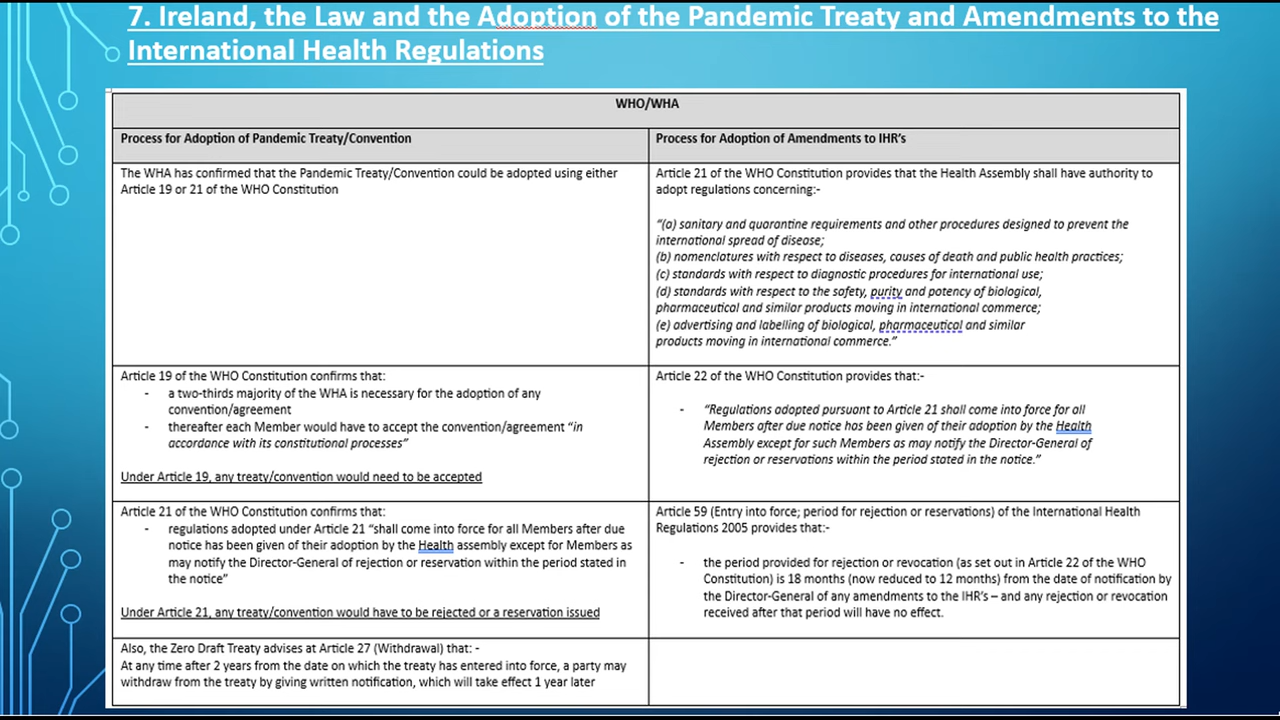 7. Ireland, the Law and the Adoption of the Pandemic Treaty and Amendments to the
International Health Regulations
WHO/WHA
Process for Adoption of Pandemic Treaty/Convention
Process for Adoption of Amendments to IHR's
The WHA has confirmed that the Pandemic Treaty/Convention could be adopted using either
Article 19 or 21 of the WHO Constitution
Article 21 of the WHO Constitution provides that the Health Assembly shall have authority to
adopt regulations concerning:-
"(a) sanitary and quarantine requirements and other procedures designed to prevent the
international spread of disease;
(b) nomenclatures with respect to diseases, causes of death and public health practices;
(c) standards with respect to diagnostic procedures for international use;
(d) standards with respect to the safety, purity and potency of biological,
pharmaceutical and similar products moving in international commerce;
(e) advertising and labelling of biological, pharmaceutical and similar
products moving in international commerce."
Article 19 of the WHO Constitution confirms that:
- a two-thirds majority of the WHA is necessary for the adoption of any
convention/agreement
- thereafter each Member would have to accept the convention/agreement "in
accordance with its constitutional processes"
Under Article 19, any treaty/convention would need to be accepted
Article 22 of the WHO Constitution provides that:-
- "Regulations adopted pursuant to Article 21 shall come into force for all
Members after due notice has been given of their adoption by the Health
Assembly except for such Members as may notify the Director-General of
rejection or reservations within the period stated in the notice."
Article 21 of the WHO Constitution confirms that:
- regulations adopted under Article 21 "shall come into force for all Members after due
notice has been given of their adoption by the Health assembly except for Members as
may notify the Director-General of rejection or reservation within the period stated in
the notice"
Under Article 21, any treaty/convention would have to be rejected or a reservation issued
Article 59 (Entry into force; period for rejection or reservations) of the International Health
Regulations 2005 provides that:-
- the period provided for rejection or revocation (as set out in Article 22 of the WHO
Constitution) is 18 months (now reduced to 12 months) from the date of notification by
the Director-General of any amendments to the IHR's – and any rejection or revocation
received after that period will have no effect.
Also, the Zero Draft Treaty advises at Article 27 (Withdrawal) that: -
At any time after 2 years from the date on which the treaty has entered into force, a party may
withdraw from the treaty by giving written notification, which will take effect 1 year later